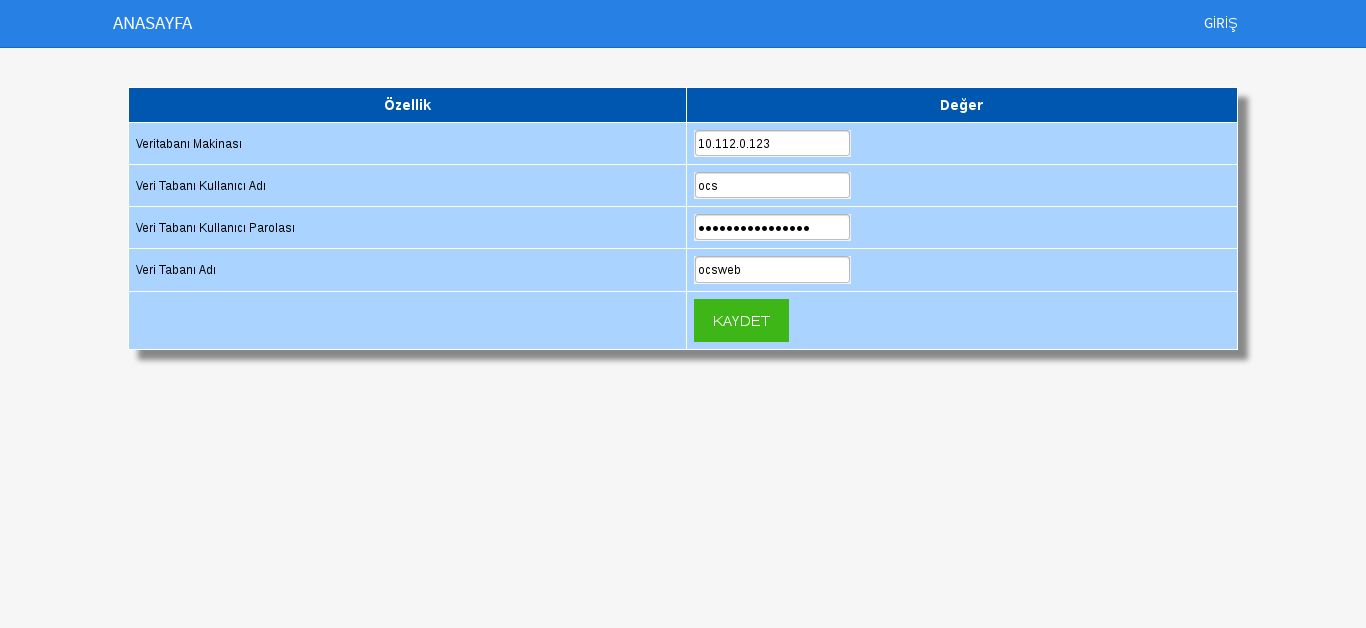 ANASAYFA GİRİŞ
Özellik Değer
Veritabanı Makinası 10.112.0.123
Veri Tabanı Kullanıcı Adı ocs
Veri Tabanı Kullanıcı Parolası ••••••••••••••••
Veri Tabanı Adı ocsweb
KAYDET